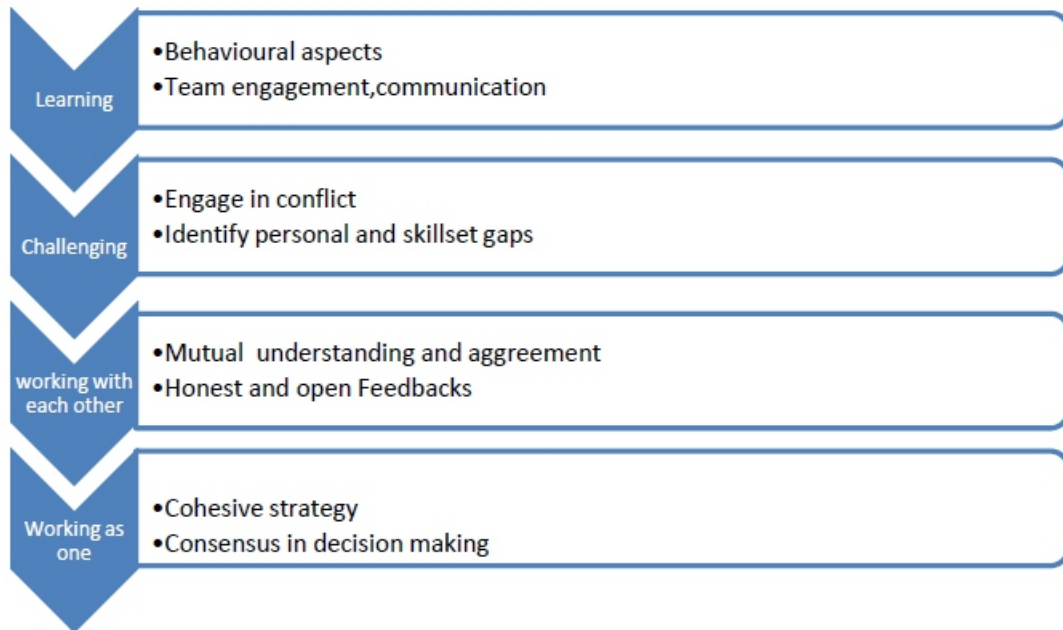 Learning
•Behavioural aspects
•Team engagement,communication
Challenging
•Engage in conflict
•Identify personal and skillset gaps
working with
each other
•Mutual  understanding and aggreement
•Honest and open Feedbacks
Working as
one
•Cohesive strategy
•Consensus in decision making